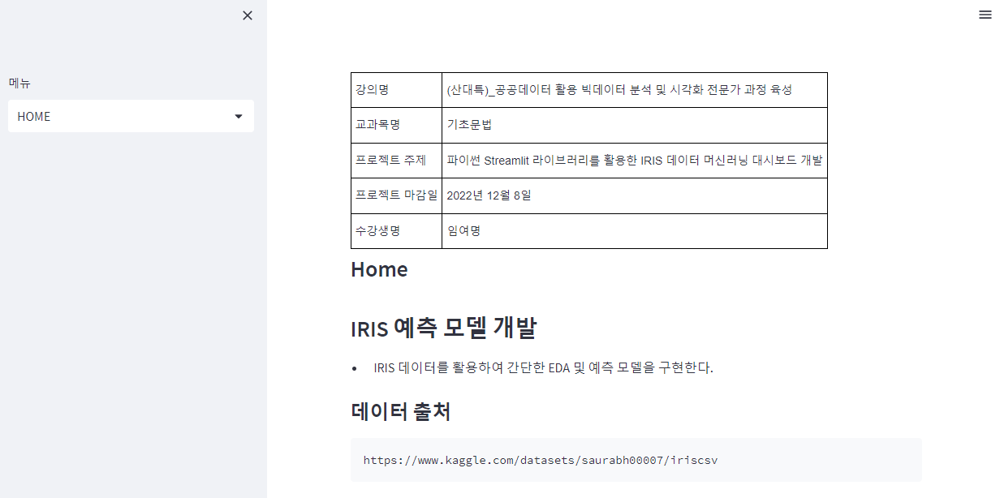 메뉴
HOME
강의명 (산대특)_공공데이터 활용 빅데이터 분석 및 시각화 전문가 과정 육성
교과목명 기초문법
프로젝트 주제 파이썬 Streamlit 라이브러리를 활용한 IRIS 데이터 머신러닝 대시보드 개발
프로젝트 마감일 2022년 12월 8일
수강생명 임여명
Home
IRIS 예측 모델 개발
• IRIS 데이터를 활용하여 간단한 EDA 및 예측 모델을 구현한다.
데이터 출처
https://www.kaggle.com/datasets/saurabh00007/iriscsv